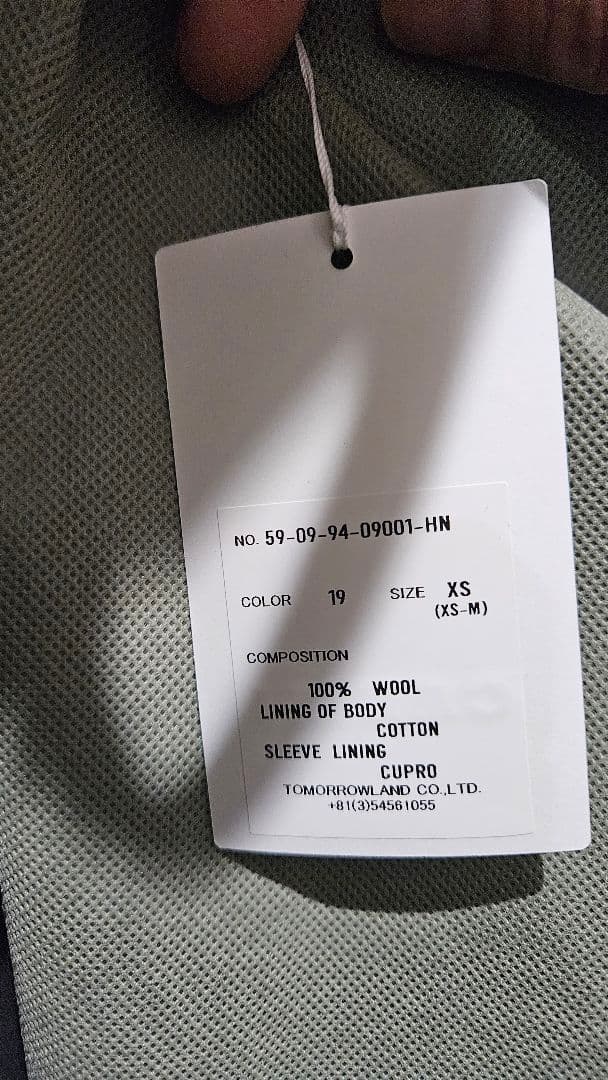 NO. 59-09-94-09001-HN
COLOR 19 SIZE XS
(XS-M)
COMPOSITION
100% WOOL
LINING OF BODY
COTTON
SLEEVE LINING
CUPRO
TOMORROWLAND CO.,LTD.
+81(3)54561055